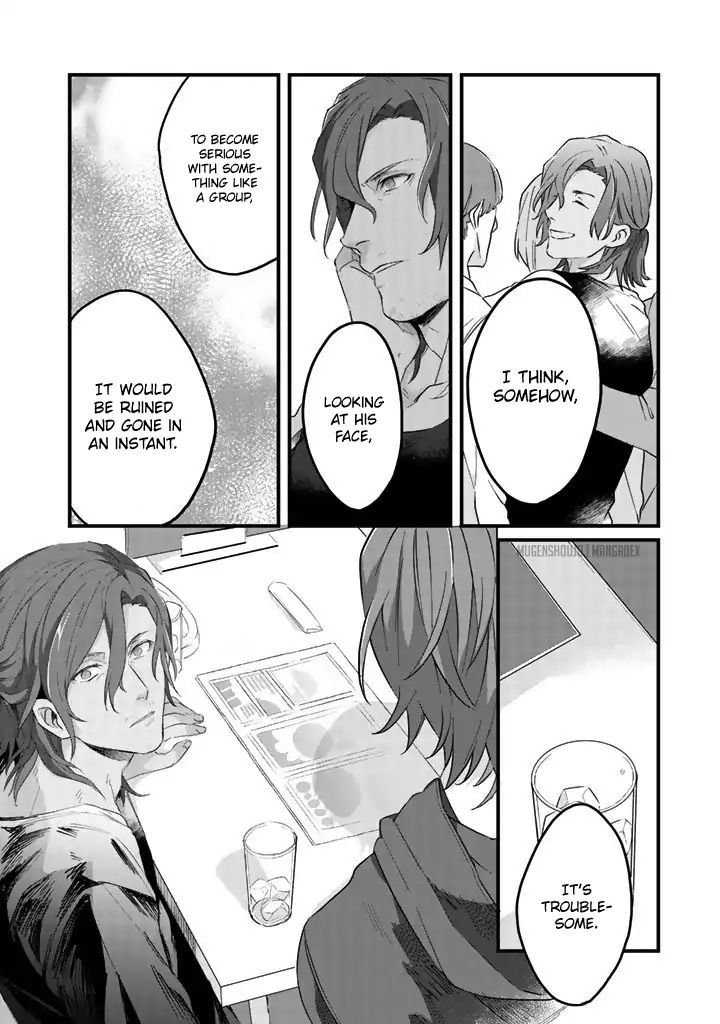 I THINK,
SOMEHOW,
LOOKING
AT HIS
FACE,
TO BECOME
SERIOUS
WITH SOME-
THING LIKE
A GROUP,
IT WOULD
BE RUINED
AND GONE IN
AN INSTANT.
MUGENSHOUJO | MANGADEX
IT'S
TROUBLE-
SOME.